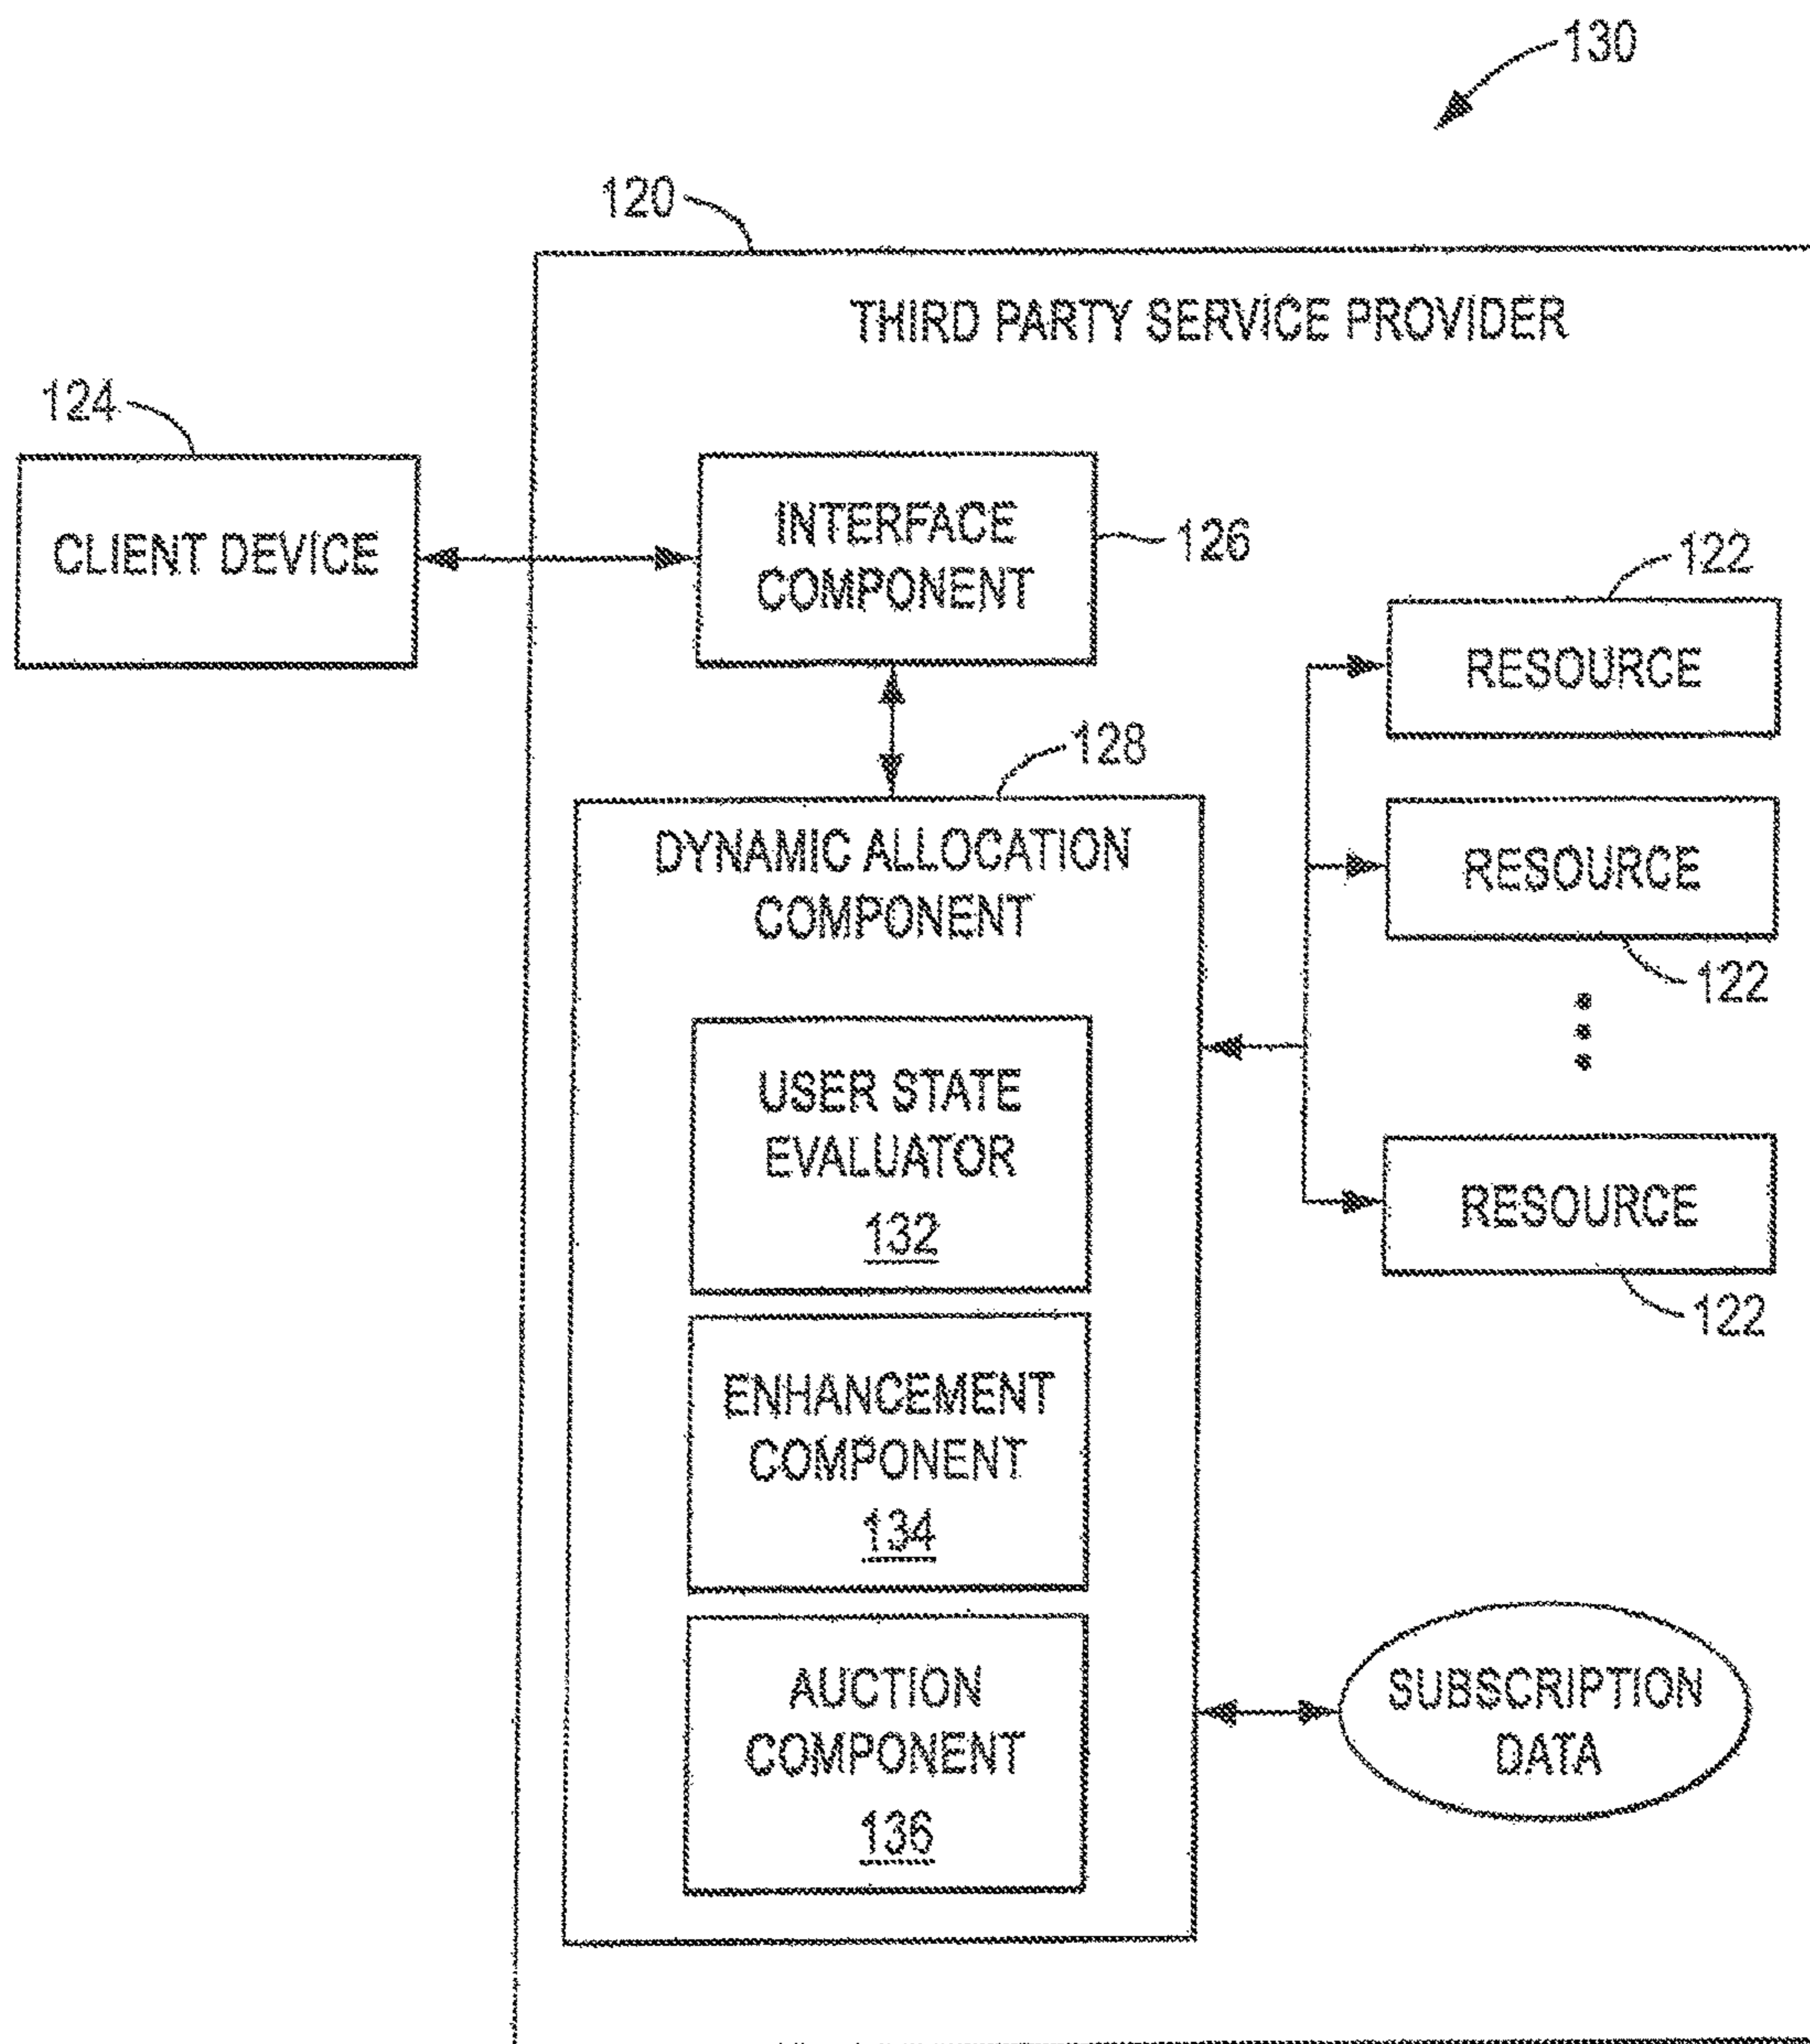 130
120
THIRD PARTY SERVICE PROVIDER
124
CLIENT DEVICE
INTERFACE
COMPONENT
126
122
RESOURCE
128
DYNAMIC ALLOCATION
COMPONENT
RESOURCE
122
USER STATE
EVALUATOR
132
RESOURCE
122
ENHANCEMENT
COMPONENT
134
AUCTION
COMPONENT
136
SUBSCRIPTION
DATA